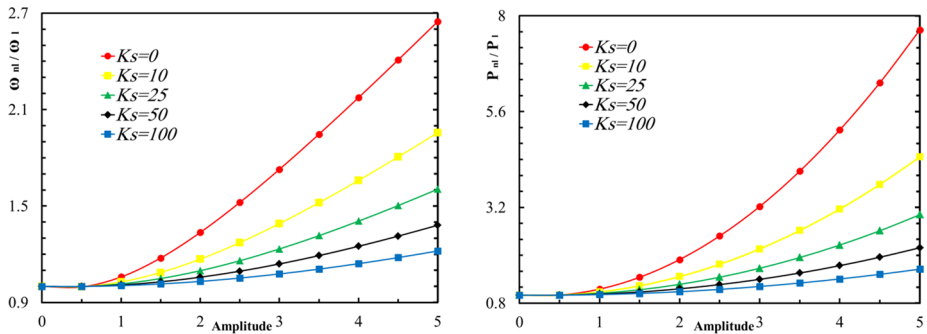 2.7
2.1
1.5
0.9
ω nl / ω l
Ks=0
Ks=10
Ks=25
Ks=50
Ks=100
0 1 2 3 4 5
Amplitude
8
5.6
3.2
0.8
P nl / P l
Ks=0
Ks=10
Ks=25
Ks=50
Ks=100
0 1 2 3 4 5
Amplitude